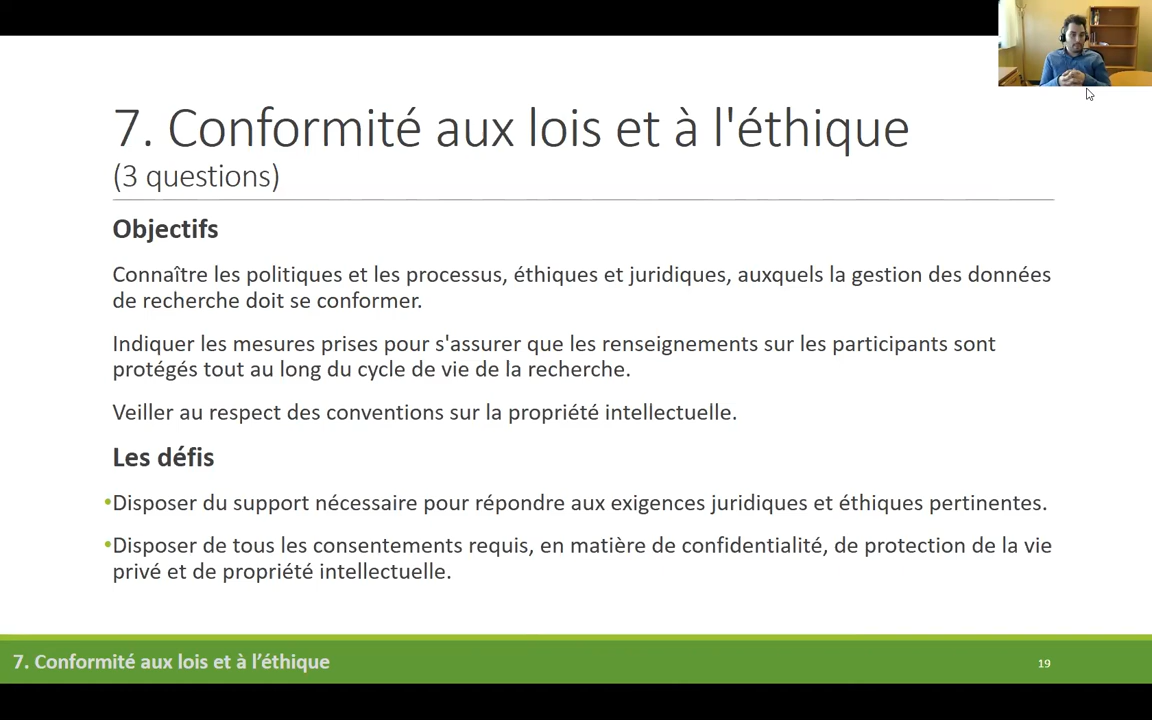 7. Conformité aux lois et à l'éthique
(3 questions)
Objectifs
Connaître les politiques et les processus, éthiques et juridiques, auxquels la gestion des données
de recherche doit se conformer.
Indiquer les mesures prises pour s'assurer que les renseignements sur les participants sont
protégés tout au long du cycle de vie de la recherche.
Veiller au respect des conventions sur la propriété intellectuelle.
Les défis
•Disposer du support nécessaire pour répondre aux exigences juridiques et éthiques pertinentes.
•Disposer de tous les consentements requis, en matière de confidentialité, de protection de la vie
privé et de propriété intellectuelle.
7. Conformité aux lois et à l’éthique
19